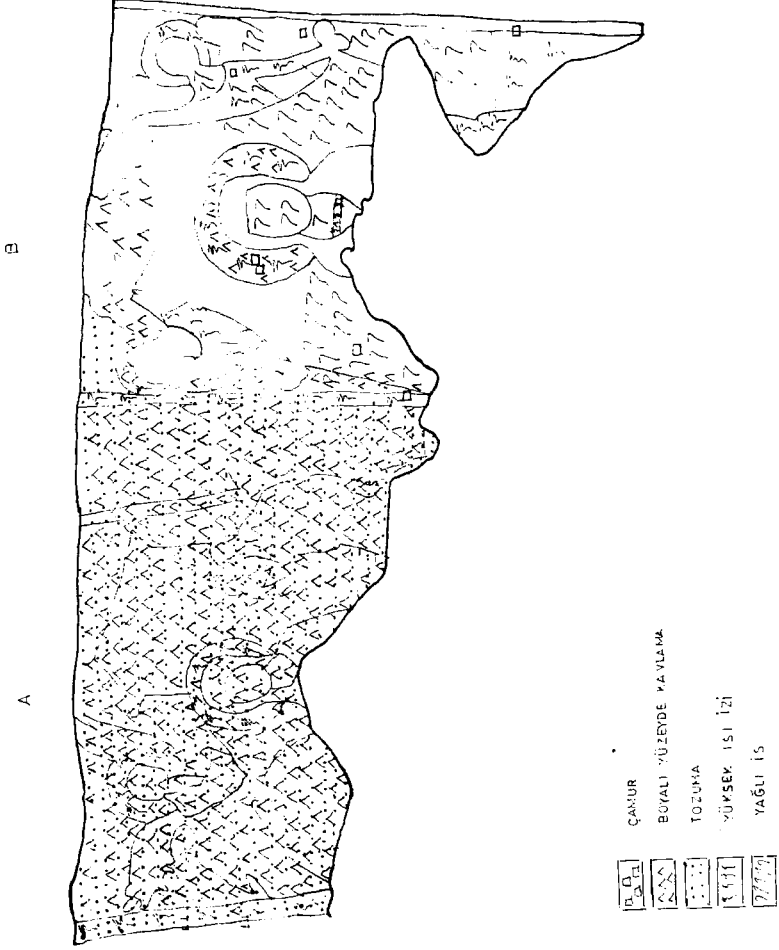 A
B
ÇAMUR
BOYALI YÜZEYDE KAVLAMA
TOZUMA
YÜKSEK ISI İZİ
YAĞLI İS